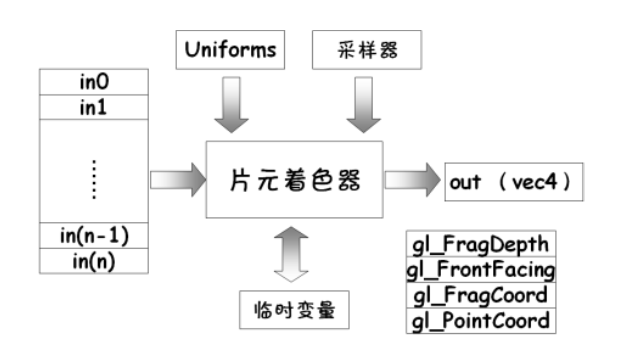 Uniforms
采样器
in0
in1
......
片元着色器
out （vec4）
in(n-1)
in(n)
临时变量
gl_FragDepth
gl_FrontFacing
gl_FragCoord
gl_PointCoord